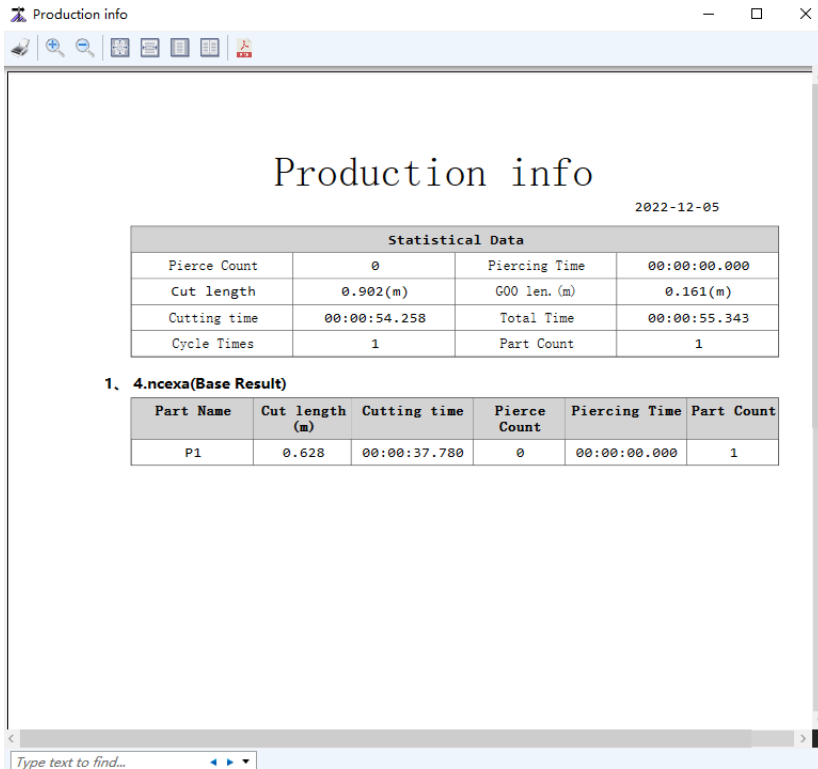 Production info
Production info
2022-12-05
Statistical Data
Pierce Count 0 Piercing Time 00:00:00.000
Cut length 0.902(m) G00 len.(m) 0.161(m)
Cutting time 00:00:54.258 Total Time 00:00:55.343
Cycle Times 1 Part Count 1
1、 4.ncexa(Base Result)
Part Name Cut length (m) Cutting time Pierce Count Piercing Time Part Count
P1 0.628 00:00:37.780 0 00:00:00.000 1
Type text to find...